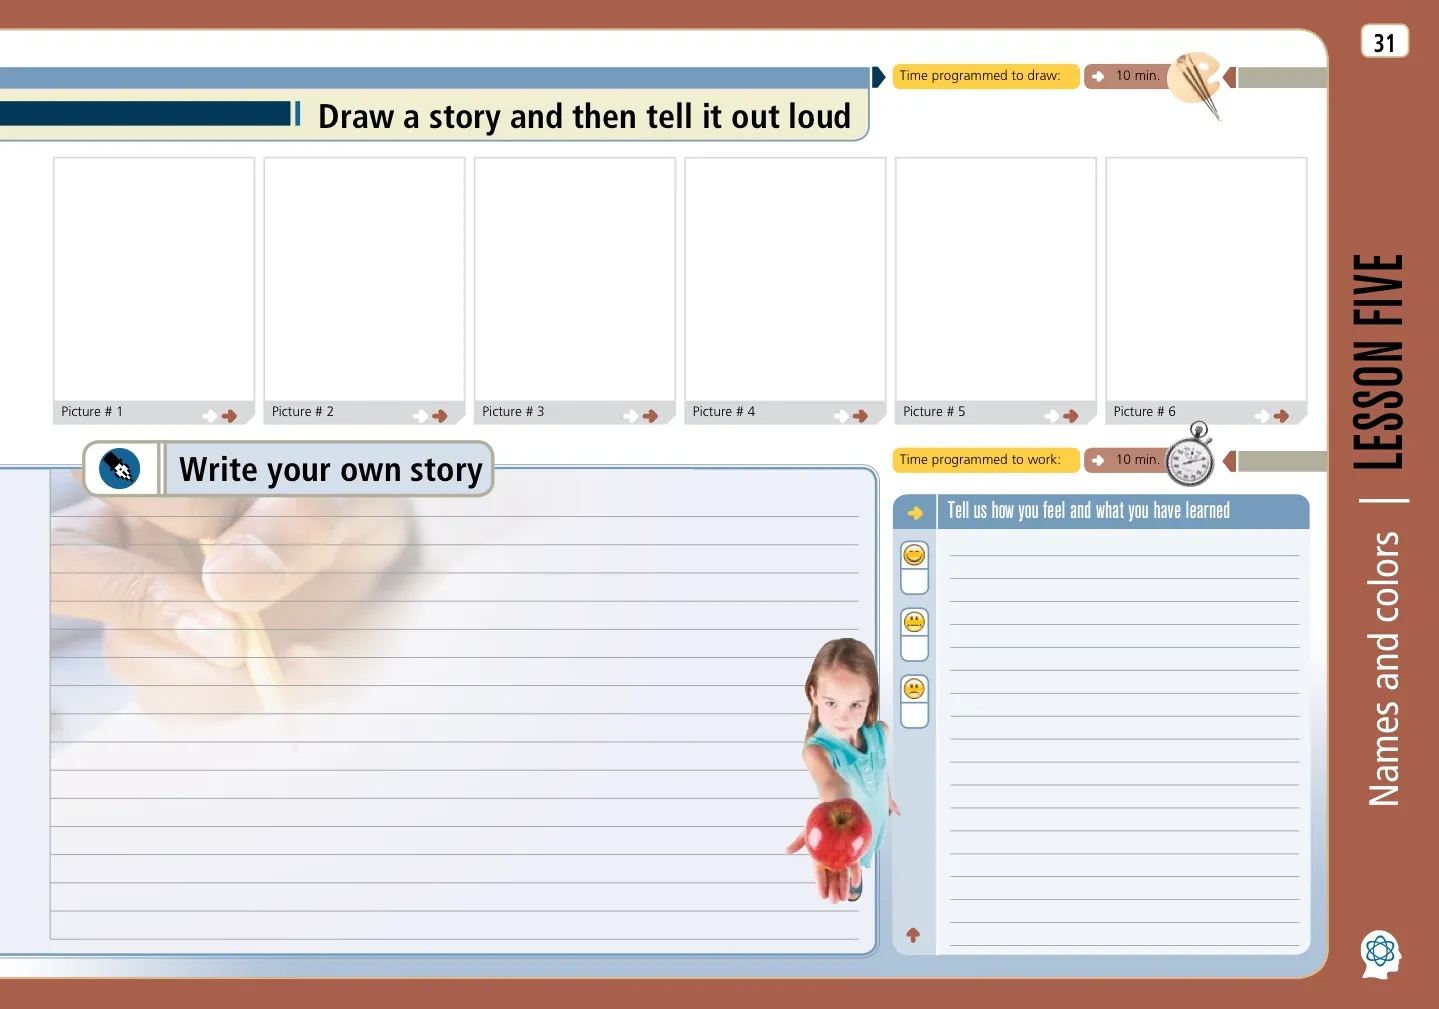 31
Time programmed to draw:
10 min.
Draw a story and then tell it out loud
Picture # 1
Picture # 2
Picture # 3
Picture # 4
Picture # 5
Picture # 6
Write your own story
Time programmed to work:
10 min.
Tell us how you feel and what you have learned
Names and colors | LESSON FIVE